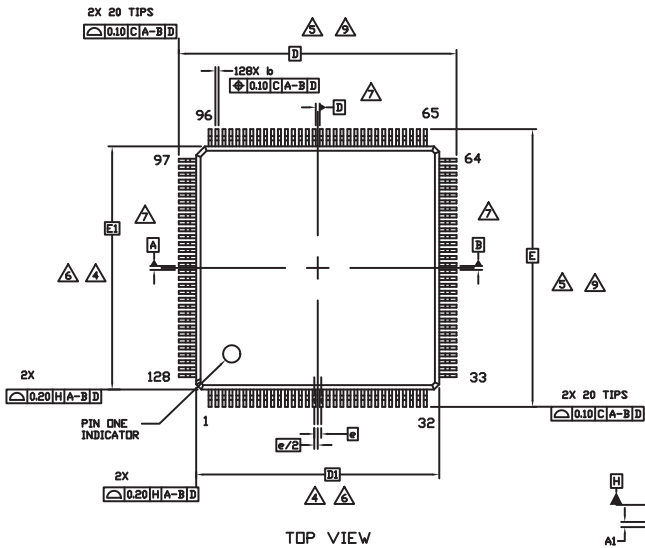 2X 20 TIPS
⌓ 0.10 C A-B D
5 9
D
128X b
⌖ 0.10 C A-B D
7
D
96
65
97
64
E1
7
7
A
B
E
6 4
5 9
128
33
2X
⌓ 0.20 H A-B D
2X 20 TIPS
⌓ 0.10 C A-B D
PIN ONE
INDICATOR
1
32
e
e/2
2X
⌓ 0.20 H A-B D
D1
4 6
H
A1
TOP VIEW